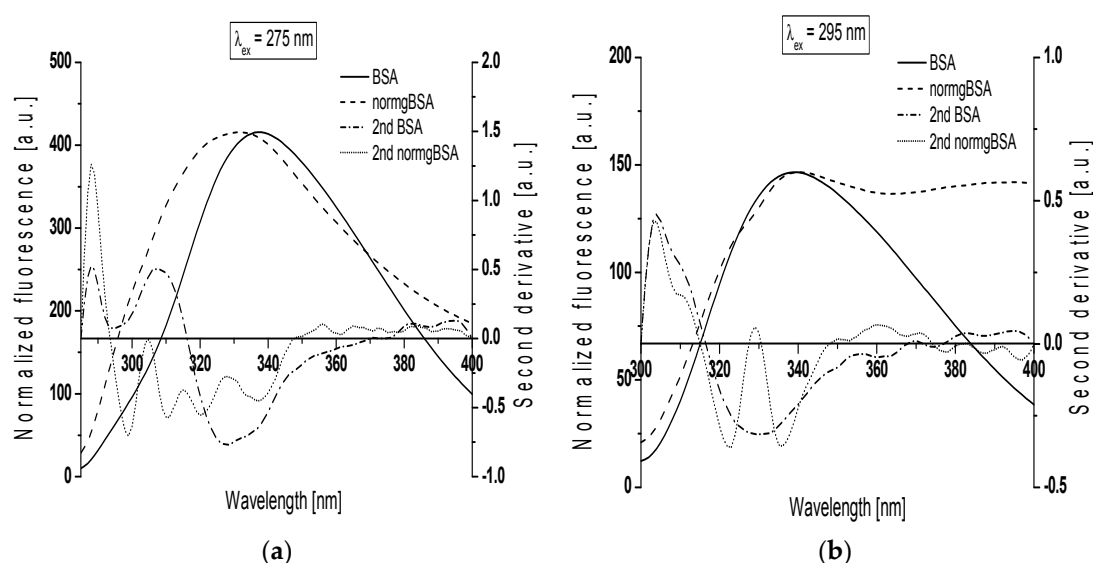 λex = 275 nm
500
400
300
200
100
0
Normalized fluorescence [a.u.]
BSA
normgBSA
2nd BSA
2nd normgBSA
2.0
1.5
1.0
0.5
0.0
-0.5
-1.0
Second derivative [a.u.]
300 320 340 360 380 400
Wavelength [nm]
(a)
λex = 295 nm
200
150
100
50
0
Normalized fluorescence [a.u.]
BSA
normgBSA
2nd BSA
2nd normgBSA
1.0
0.5
0.0
-0.5
Second derivative [a.u.]
300 320 340 360 380 400
Wavelength [nm]
(b)